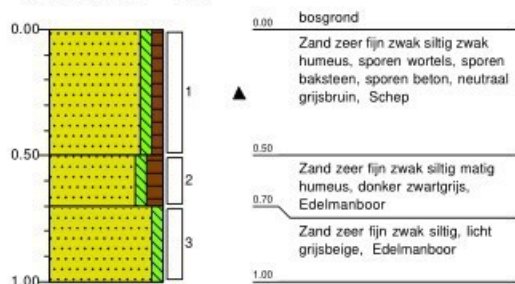 0.00
0.50
1.00
1
2
3
0.00
bosgrond
Zand zeer fijn zwak siltig zwak
humeus, sporen wortels, sporen
baksteen, sporen beton, neutraal
grijsbruin, Schep
0.50
Zand zeer fijn zwak siltig matig
humeus, donker zwartgrijs,
Edelmanboor
0.70
Zand zeer fijn zwak siltig, licht
grijsbeige, Edelmanboor
1.00